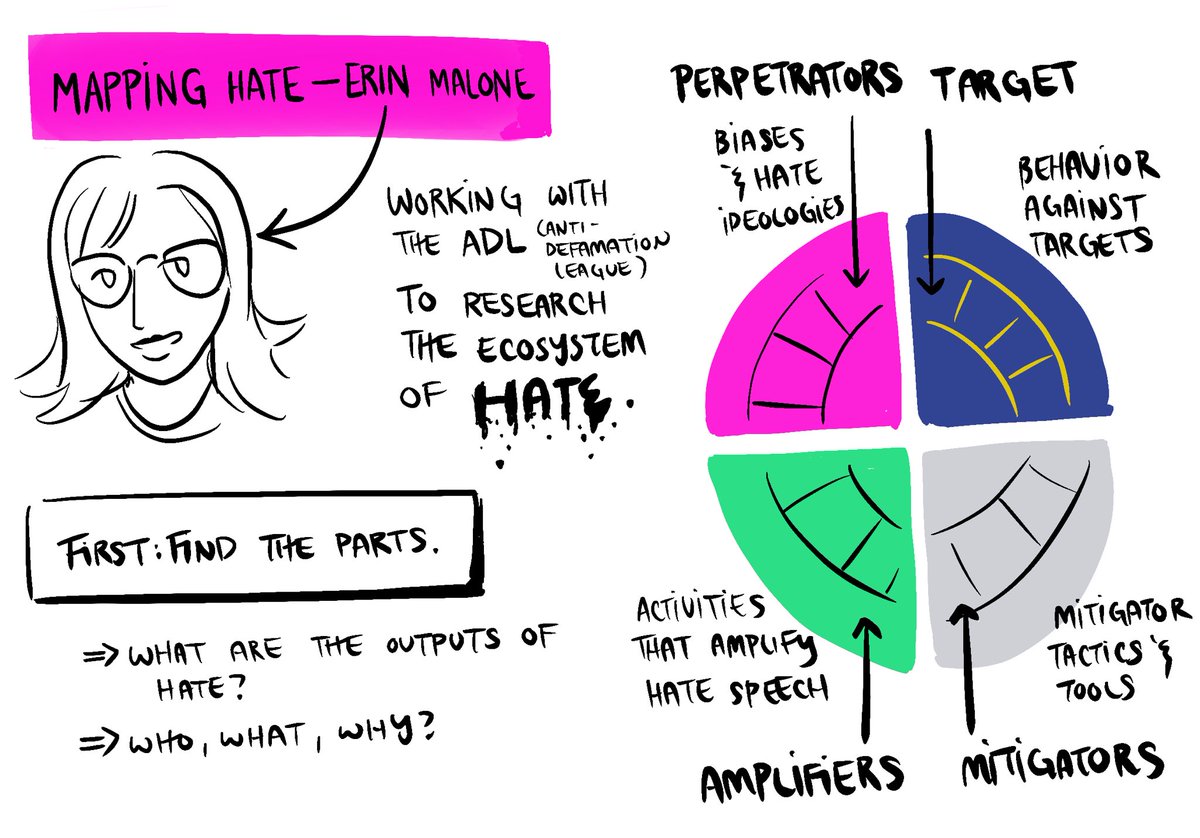 MAPPING HATE – ERIN MALONE
WORKING WITH
THE ADL (ANTI-
DEFAMATION
LEAGUE)
TO RESEARCH
THE ECOSYSTEM
OF HATE.
FIRST: FIND THE PARTS.
⇒ WHAT ARE THE OUTPUTS OF
HATE?
⇒ WHO, WHAT, WHY?
PERPETRATORS
BIASES
& HATE
IDEOLOGIES
TARGET
BEHAVIOR
AGAINST
TARGETS
ACTIVITIES
THAT AMPLIFY
HATE SPEECH
AMPLIFIERS
MITIGATOR
TACTICS &
TOOLS
MITIGATORS